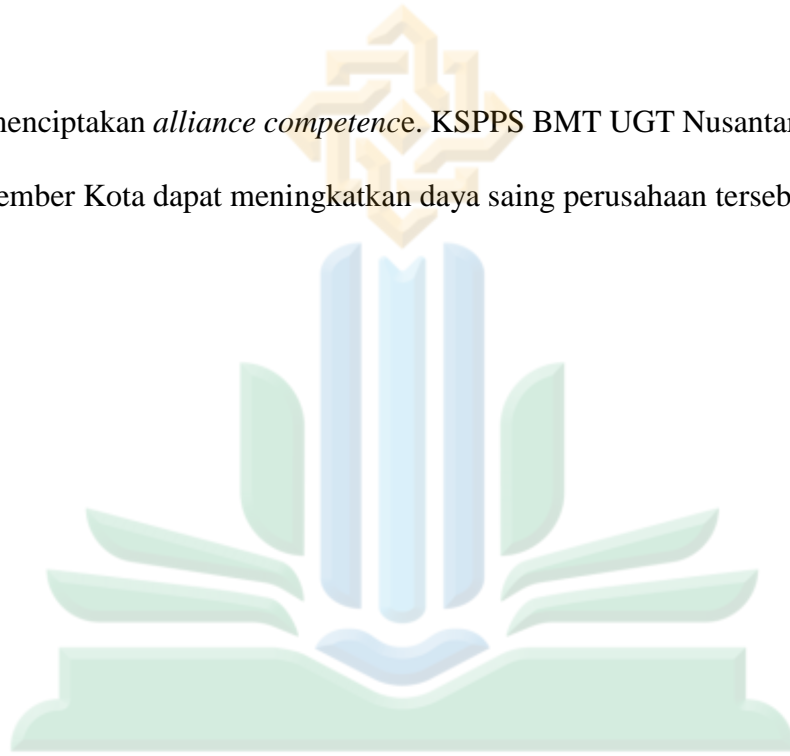 menciptakan alliance competence. KSPPS BMT UGT Nusantar
ember Kota dapat meningkatkan daya saing perusahaan terseb